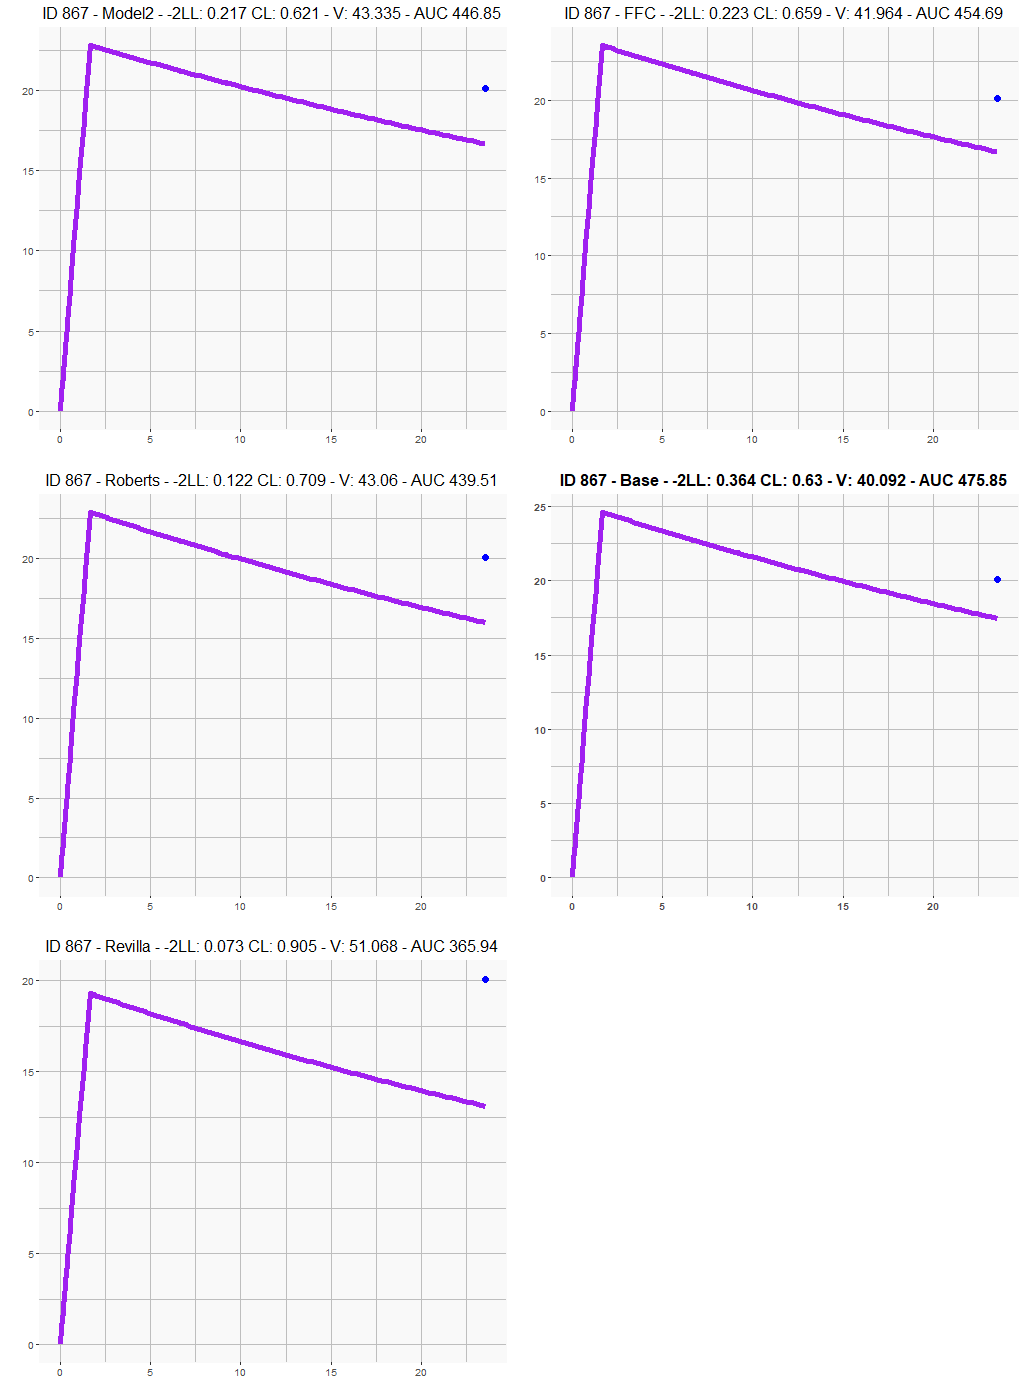 ID 867 - Model2 - -2LL: 0.217 CL: 0.621 - V: 43.335 - AUC 446.85
20
15
10
5
0
0 5 10 15 20
ID 867 - FFC - -2LL: 0.223 CL: 0.659 - V: 41.964 - AUC 454.69
20
15
10
5
0
0 5 10 15 20
ID 867 - Roberts - -2LL: 0.122 CL: 0.709 - V: 43.06 - AUC 439.51
20
15
10
5
0
0 5 10 15 20
ID 867 - Base - -2LL: 0.364 CL: 0.63 - V: 40.092 - AUC 475.85
25
20
15
10
5
0
0 5 10 15 20
ID 867 - Revilla - -2LL: 0.073 CL: 0.905 - V: 51.068 - AUC 365.94
20
15
10
5
0
0 5 10 15 20